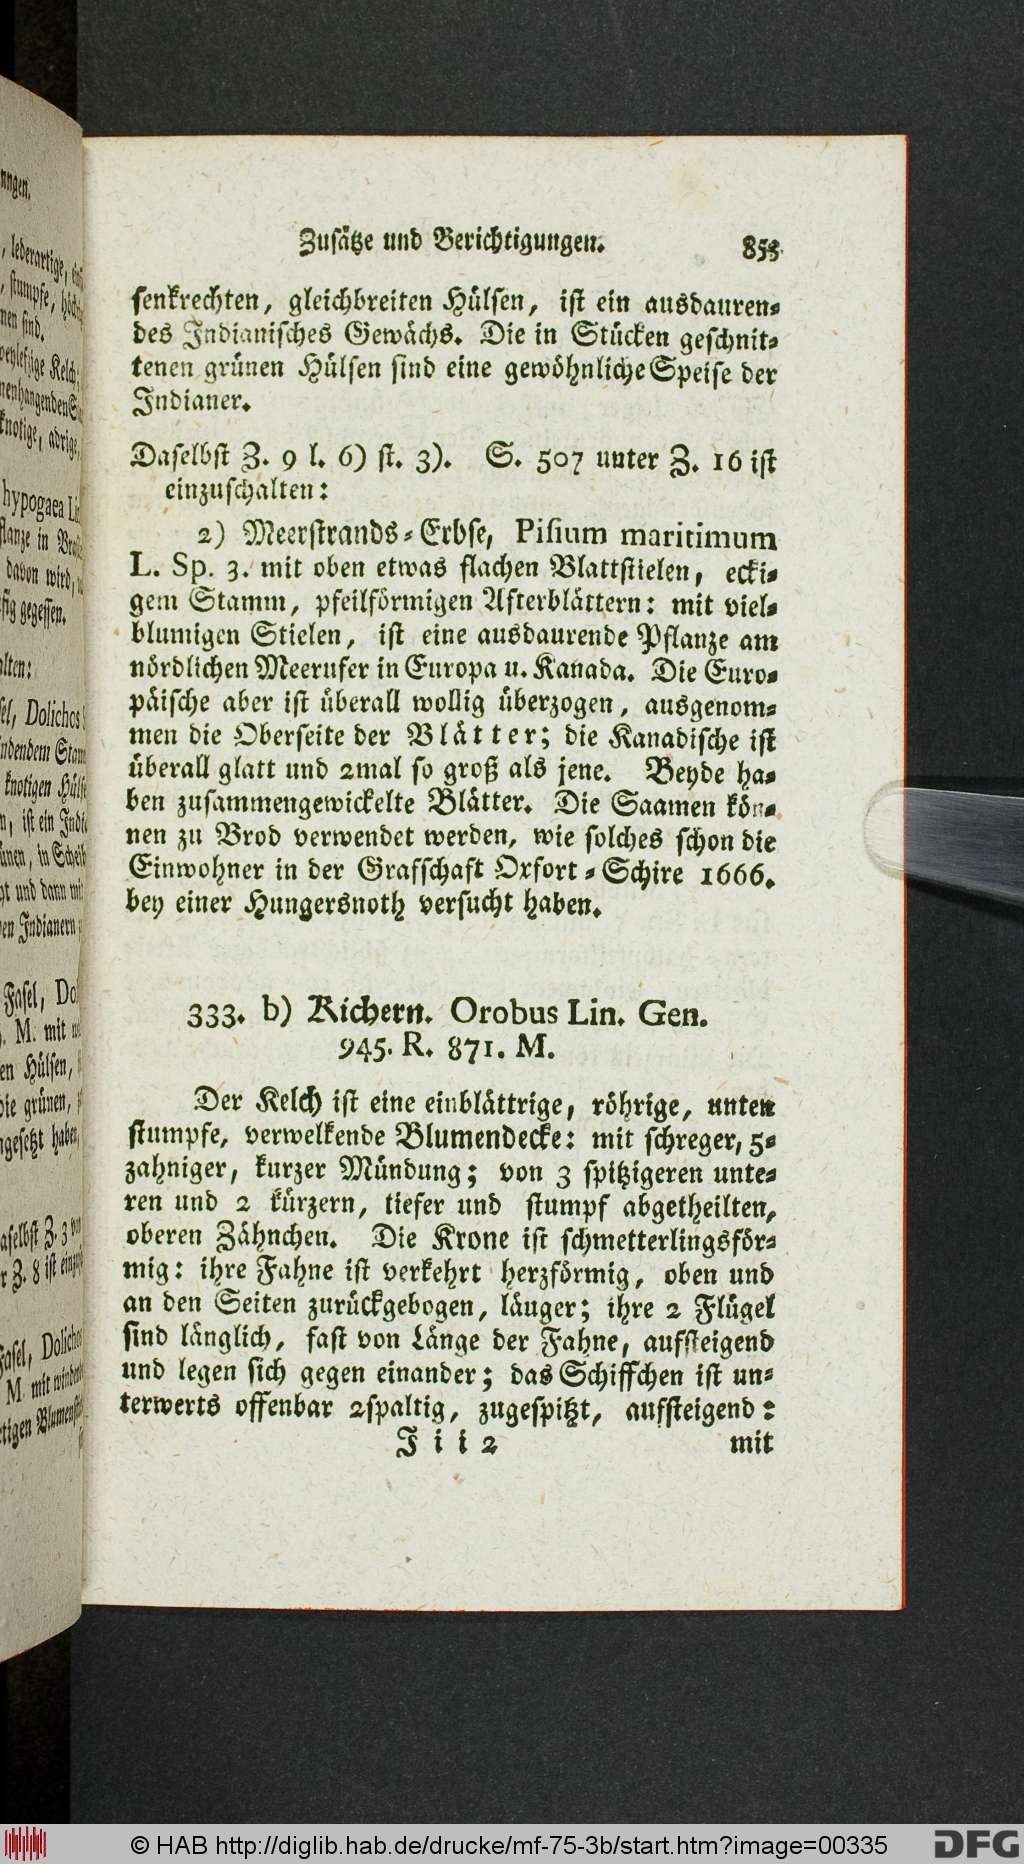 Zusätze und Berichtigungen. 853
senkrechten, gleichbreiten Hülsen, ist ein ausdauren⸗
des Indianisches Gewächs. Die in Stücken geschnit⸗
tenen grünen Hülsen sind eine gewöhnliche Speise der
Indianer.
Daselbst Z. 9 l. 6) st. 3). S. 507 unter Z. 16 ist
einzuschalten:
2) Meerstrands⸗Erbse, Pisium maritimum
L. Sp. 3. mit oben etwas flachen Blattstielen, ecki⸗
gem Stamm, pfeilförmigen Afterblättern: mit viel⸗
blumigen Stielen, ist eine ausdaurende Pflanze am
nördlichen Meerufer in Europa u. Kanada. Die Euro⸗
päische aber ist überall wollig überzogen, ausgenom⸗
men die Oberseite der Blätter; die Kanadische ist
überall glatt und 2mal so groß als jene. Beyde ha⸗
ben zusammengewickelte Blätter. Die Saamen kön⸗
nen zu Brod verwendet werden, wie solches schon die
Einwohner in der Grafschaft Oxfort⸗Schire 1666.
bey einer Hungersnoth versucht haben.
333. b) Kichern. Orobus Lin. Gen.
945. R. 871. M.
Der Kelch ist eine einblättrige, röhrige, unten
stumpfe, verwelkende Blumendecke: mit schreger, 5⸗
zahniger, kurzer Mündung; von 3 spitzigeren unte⸗
ren und 2 kürzern, tiefer und stumpf abgetheilten,
oberen Zähnchen. Die Krone ist schmetterlingsför⸗
mig: ihre Fahne ist verkehrt herzförmig, oben und
an den Seiten zurückgebogen, läuger; ihre 2 Flügel
sind länglich, fast von Länge der Fahne, aufsteigend
und legen sich gegen einander; das Schiffchen ist un⸗
terwerts offenbar 2spaltig, zugespitzt, aufsteigend:
Iii 2 mit
© HAB http://diglib.hab.de/drucke/mf-75-3b/start.htm?image=00335
DFG